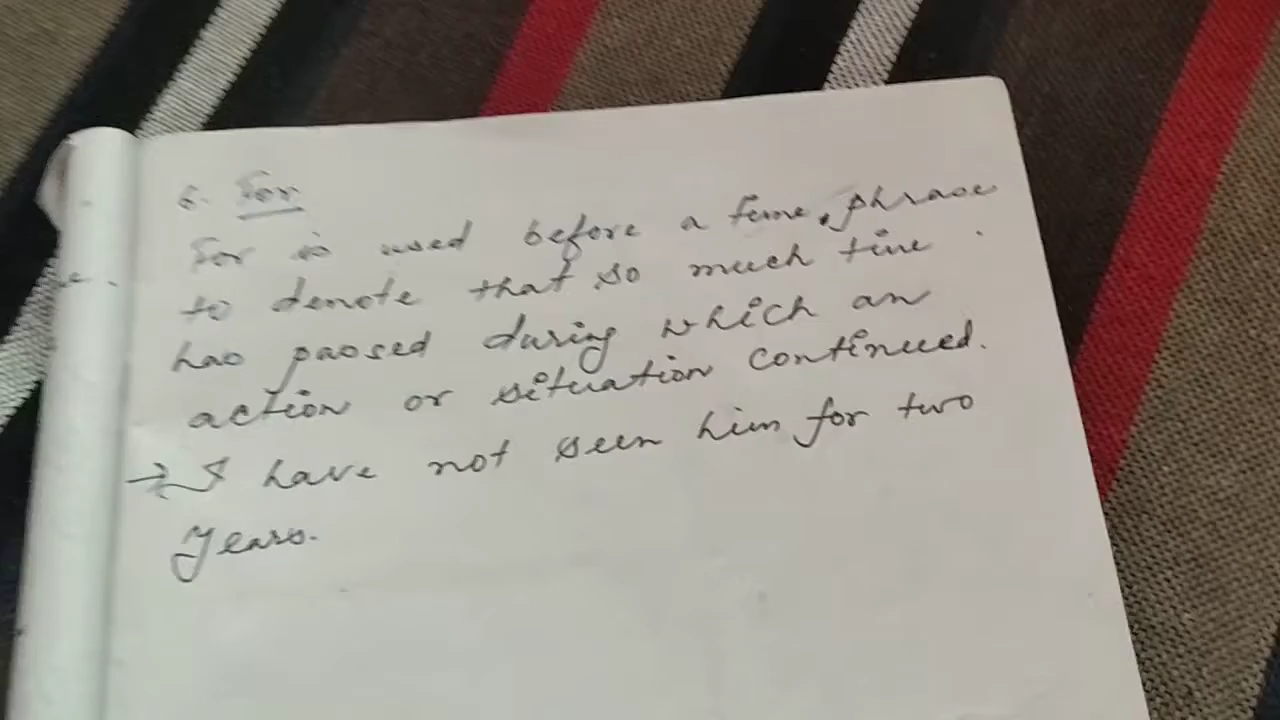 6. For
For is used before a time phrase
to denote that so much time
has passed during which an
action or situation continued.
→ I have not seen him for two
years.